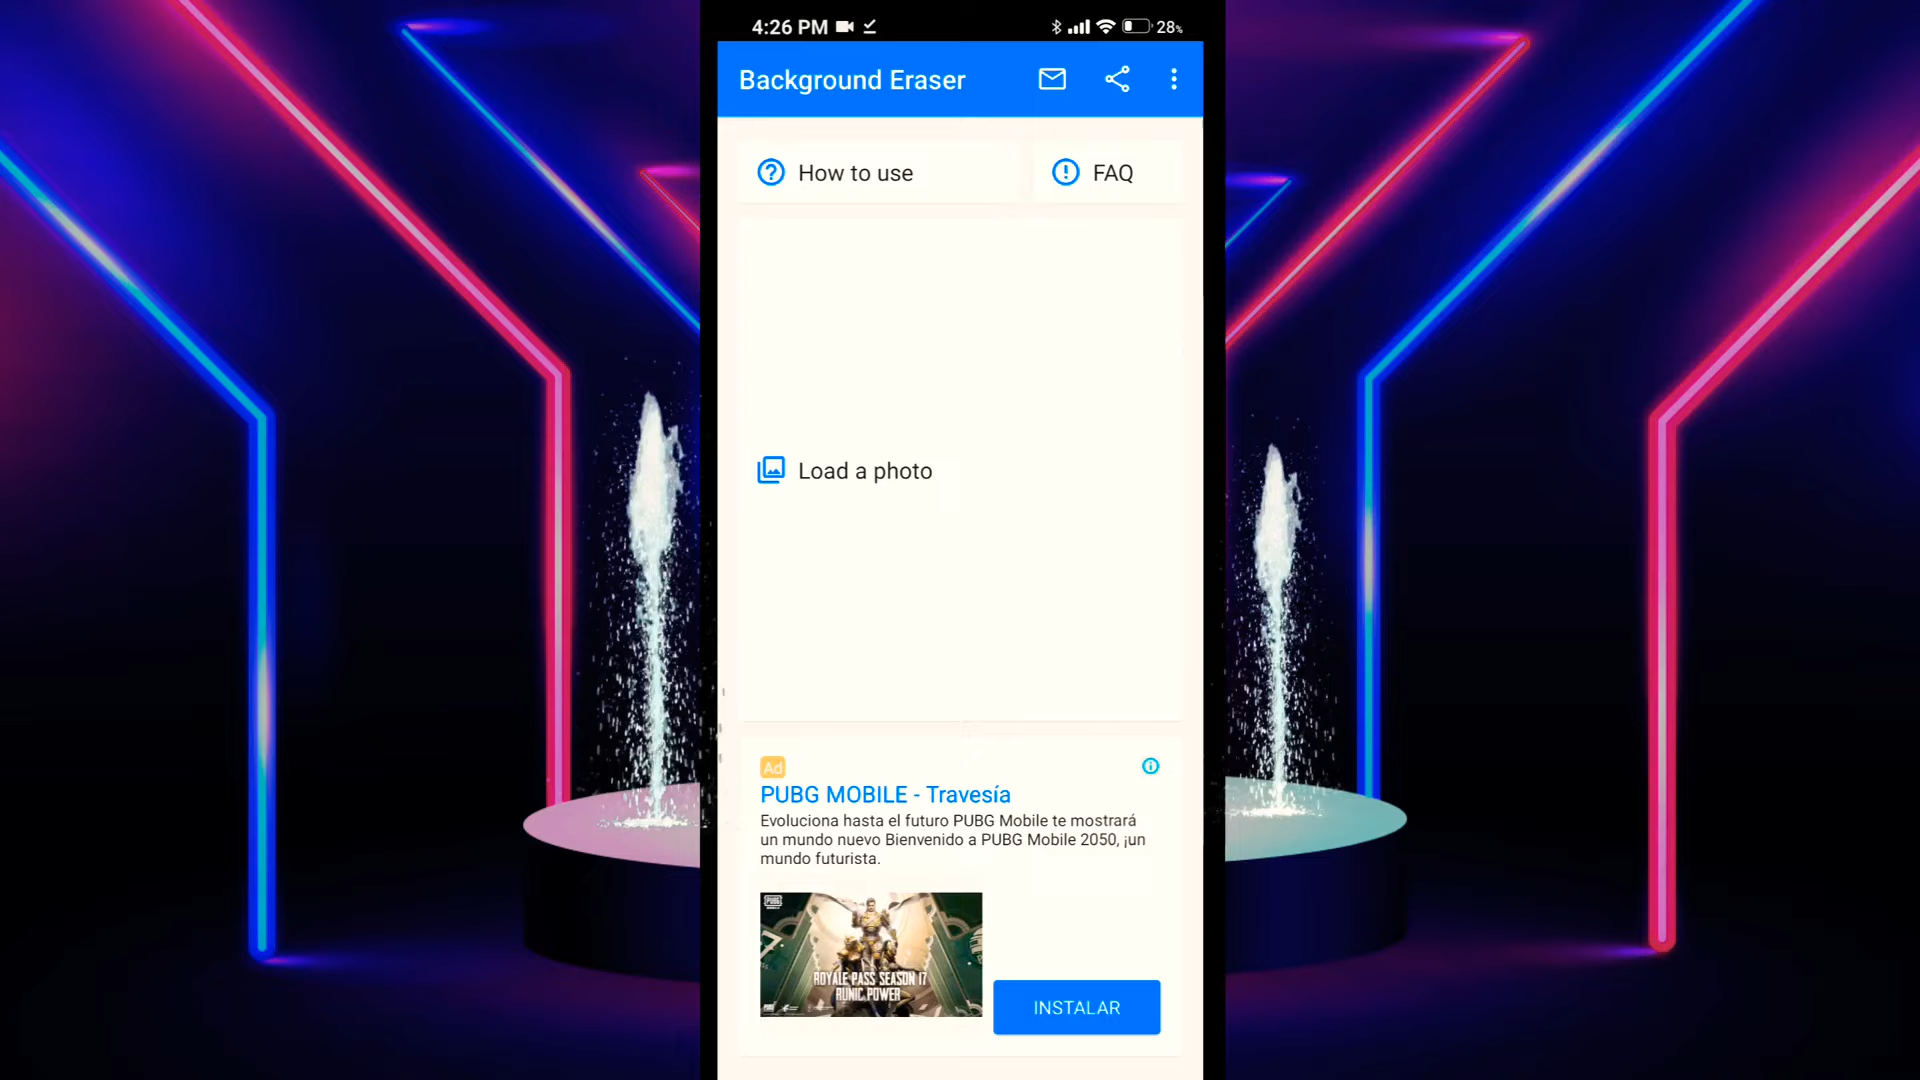 4:26 PM 28%
Background Eraser
How to use FAQ
Load a photo
Ad
PUBG MOBILE - Travesía
Evoluciona hasta el futuro PUBG Mobile te mostrará
un mundo nuevo Bienvenido a PUBG Mobile 2050, ¡un
mundo futurista.
PUBG
ROYALE PASS SEASON 17
RUNIC POWER
INSTALAR